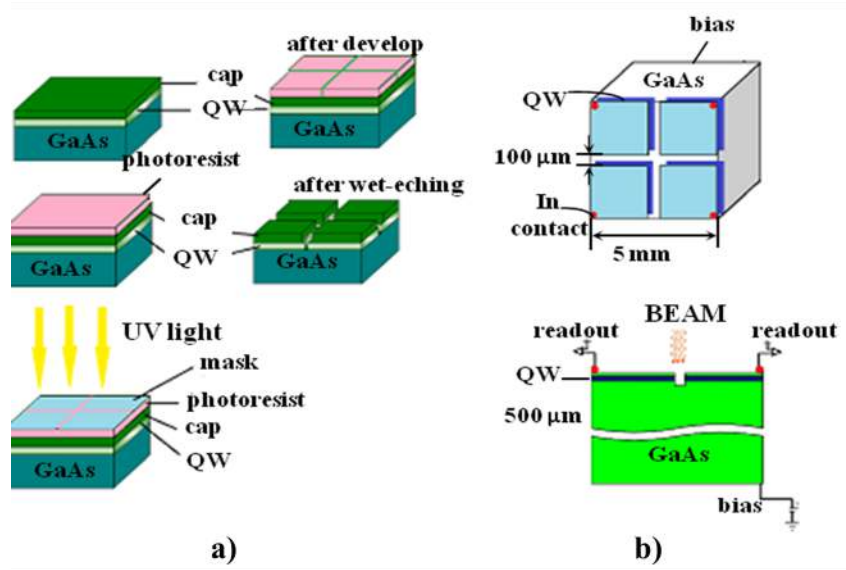 after develop
cap
QW
GaAs
photoresist
after wet-eching
cap
QW
GaAs
GaAs
UV light
mask
photoresist
cap
QW
GaAs
a)
bias
GaAs
QW
100 µm
In
contact
5 mm
BEAM
readout
readout
QW
500 µm
GaAs
bias
b)